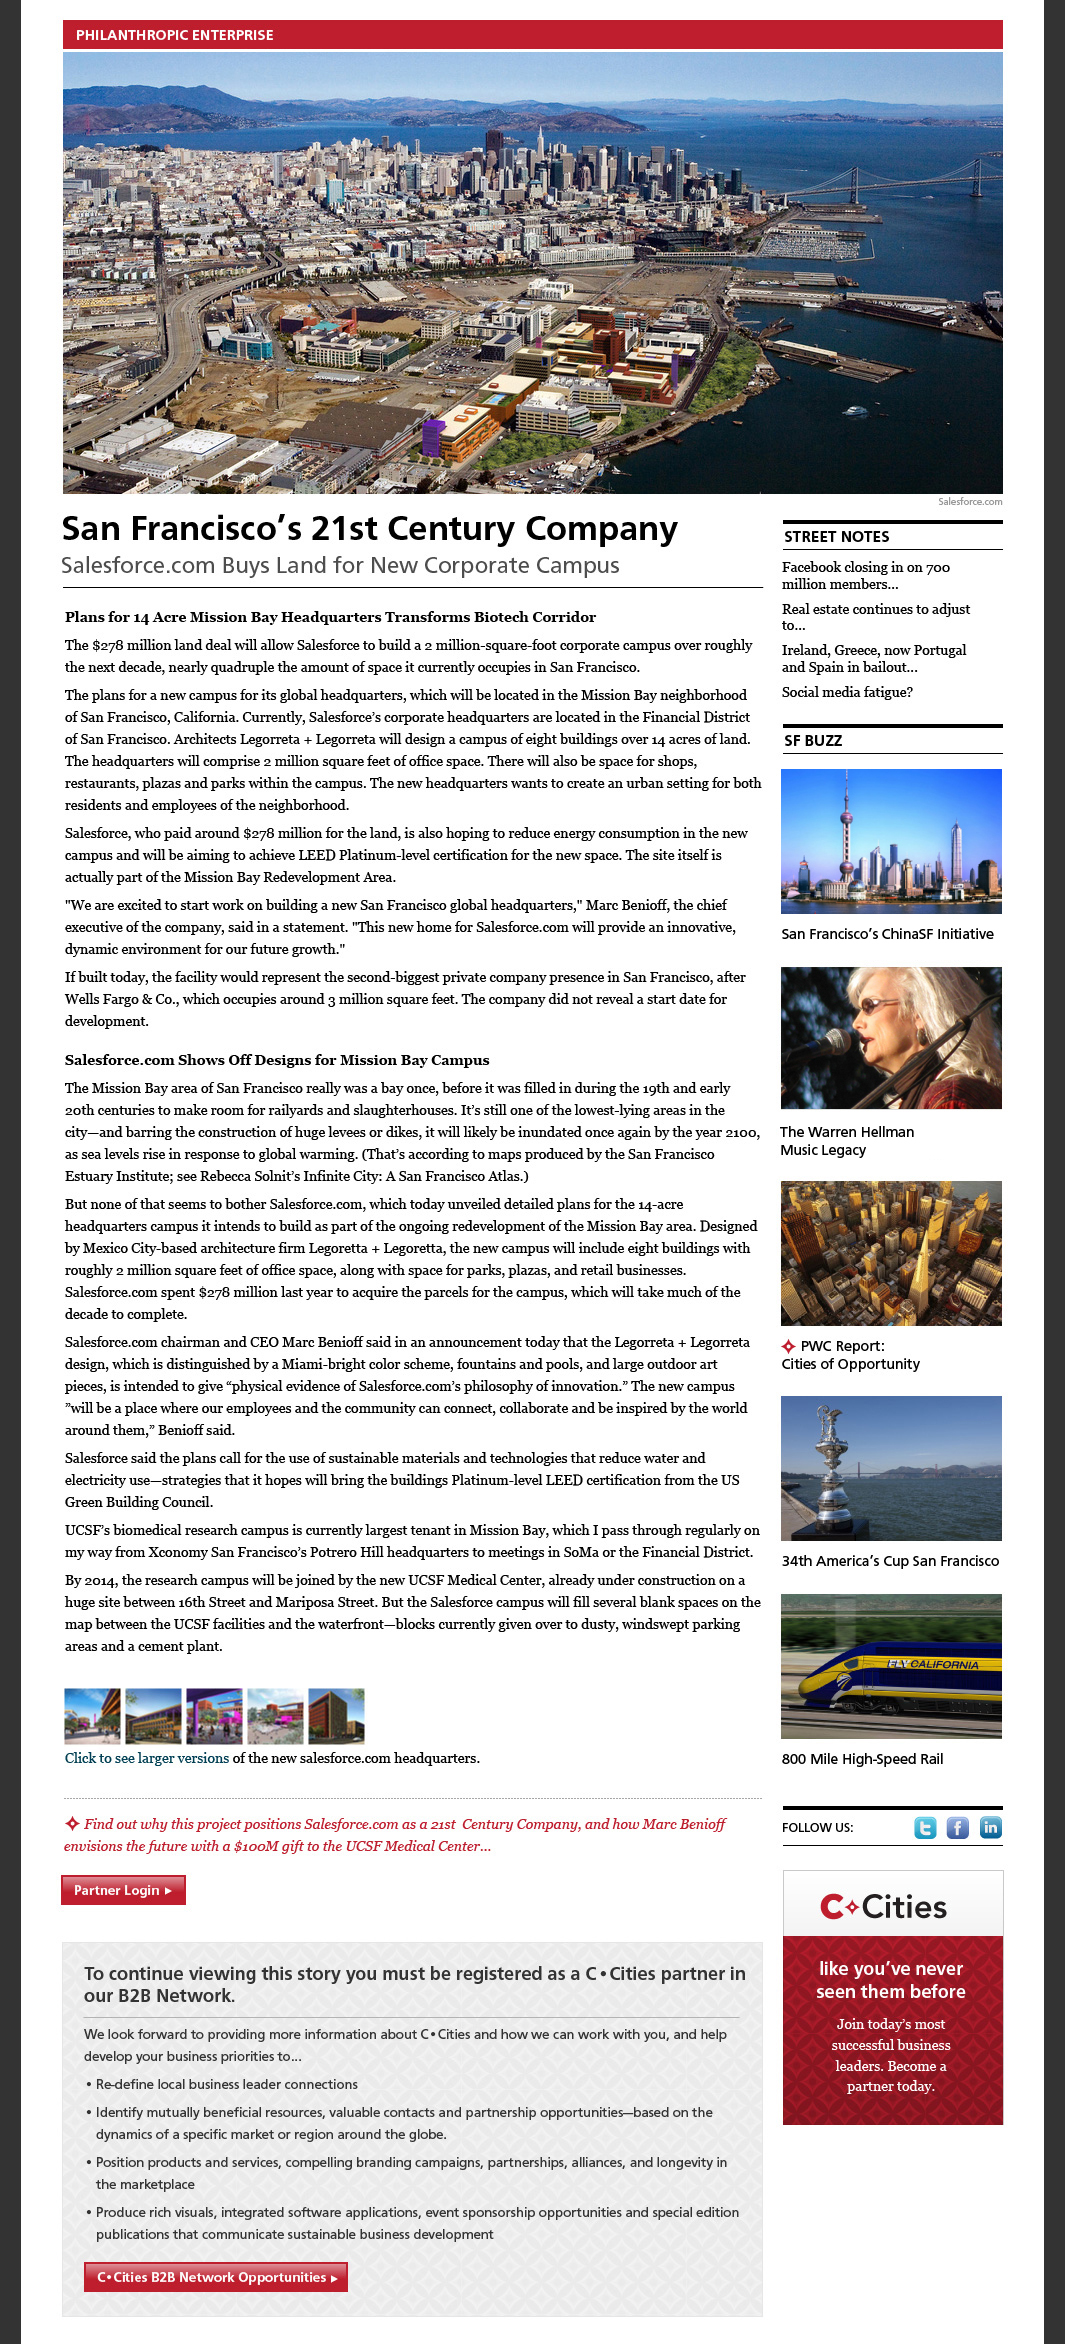 PHILANTHROPIC ENTERPRISE
Salesforce.com
San Francisco’s 21st Century Company
Salesforce.com Buys Land for New Corporate Campus
Plans for 14 Acre Mission Bay Headquarters Transforms Biotech Corridor
The $278 million land deal will allow Salesforce to build a 2 million-square-foot corporate campus over roughly
the next decade, nearly quadruple the amount of space it currently occupies in San Francisco.
The plans for a new campus for its global headquarters, which will be located in the Mission Bay neighborhood
of San Francisco, California. Currently, Salesforce’s corporate headquarters are located in the Financial District
of San Francisco. Architects Legorreta + Legorreta will design a campus of eight buildings over 14 acres of land.
The headquarters will comprise 2 million square feet of office space. There will also be space for shops,
restaurants, plazas and parks within the campus. The new headquarters wants to create an urban setting for both
residents and employees of the neighborhood.
Salesforce, who paid around $278 million for the land, is also hoping to reduce energy consumption in the new
campus and will be aiming to achieve LEED Platinum-level certification for the new space. The site itself is
actually part of the Mission Bay Redevelopment Area.
"We are excited to start work on building a new San Francisco global headquarters," Marc Benioff, the chief
executive of the company, said in a statement. "This new home for Salesforce.com will provide an innovative,
dynamic environment for our future growth."
If built today, the facility would represent the second-biggest private company presence in San Francisco, after
Wells Fargo & Co., which occupies around 3 million square feet. The company did not reveal a start date for
development.
Salesforce.com Shows Off Designs for Mission Bay Campus
The Mission Bay area of San Francisco really was a bay once, before it was filled in during the 19th and early
20th centuries to make room for railyards and slaughterhouses. It’s still one of the lowest-lying areas in the
city—and barring the construction of huge levees or dikes, it will likely be inundated once again by the year 2100,
as sea levels rise in response to global warming. (That’s according to maps produced by the San Francisco
Estuary Institute; see Rebecca Solnit’s Infinite City: A San Francisco Atlas.)
But none of that seems to bother Salesforce.com, which today unveiled detailed plans for the 14-acre
headquarters campus it intends to build as part of the ongoing redevelopment of the Mission Bay area. Designed
by Mexico City-based architecture firm Legoretta + Legoretta, the new campus will include eight buildings with
roughly 2 million square feet of office space, along with space for parks, plazas, and retail businesses.
Salesforce.com spent $278 million last year to acquire the parcels for the campus, which will take much of the
decade to complete.
Salesforce.com chairman and CEO Marc Benioff said in an announcement today that the Legorreta + Legorreta
design, which is distinguished by a Miami-bright color scheme, fountains and pools, and large outdoor art
pieces, is intended to give “physical evidence of Salesforce.com’s philosophy of innovation.” The new campus
”will be a place where our employees and the community can connect, collaborate and be inspired by the world
around them,” Benioff said.
Salesforce said the plans call for the use of sustainable materials and technologies that reduce water and
electricity use—strategies that it hopes will bring the buildings Platinum-level LEED certification from the US
Green Building Council.
UCSF’s biomedical research campus is currently largest tenant in Mission Bay, which I pass through regularly on
my way from Xconomy San Francisco’s Potrero Hill headquarters to meetings in SoMa or the Financial District.
By 2014, the research campus will be joined by the new UCSF Medical Center, already under construction on a
huge site between 16th Street and Mariposa Street. But the Salesforce campus will fill several blank spaces on the
map between the UCSF facilities and the waterfront—blocks currently given over to dusty, windswept parking
areas and a cement plant.
Click to see larger versions of the new salesforce.com headquarters.
Find out why this project positions Salesforce.com as a 21st Century Company, and how Marc Benioff
envisions the future with a $100M gift to the UCSF Medical Center...
Partner Login
To continue viewing this story you must be registered as a C•Cities partner in
our B2B Network.
We look forward to providing more information about C•Cities and how we can work with you, and help
develop your business priorities to...
• Re-define local business leader connections
• Identify mutually beneficial resources, valuable contacts and partnership opportunities—based on the
dynamics of a specific market or region around the globe.
• Position products and services, compelling branding campaigns, partnerships, alliances, and longevity in
the marketplace
• Produce rich visuals, integrated software applications, event sponsorship opportunities and special edition
publications that communicate sustainable business development
C•Cities B2B Network Opportunities
STREET NOTES
Facebook closing in on 700
million members...
Real estate continues to adjust
to...
Ireland, Greece, now Portugal
and Spain in bailout...
Social media fatigue?
SF BUZZ
San Francisco’s ChinaSF Initiative
The Warren Hellman
Music Legacy
PWC Report:
Cities of Opportunity
34th America’s Cup San Francisco
FLY CALIFORNIA
800 Mile High-Speed Rail
FOLLOW US:
C Cities
like you’ve never
seen them before
Join today’s most
successful business
leaders. Become a
partner today.